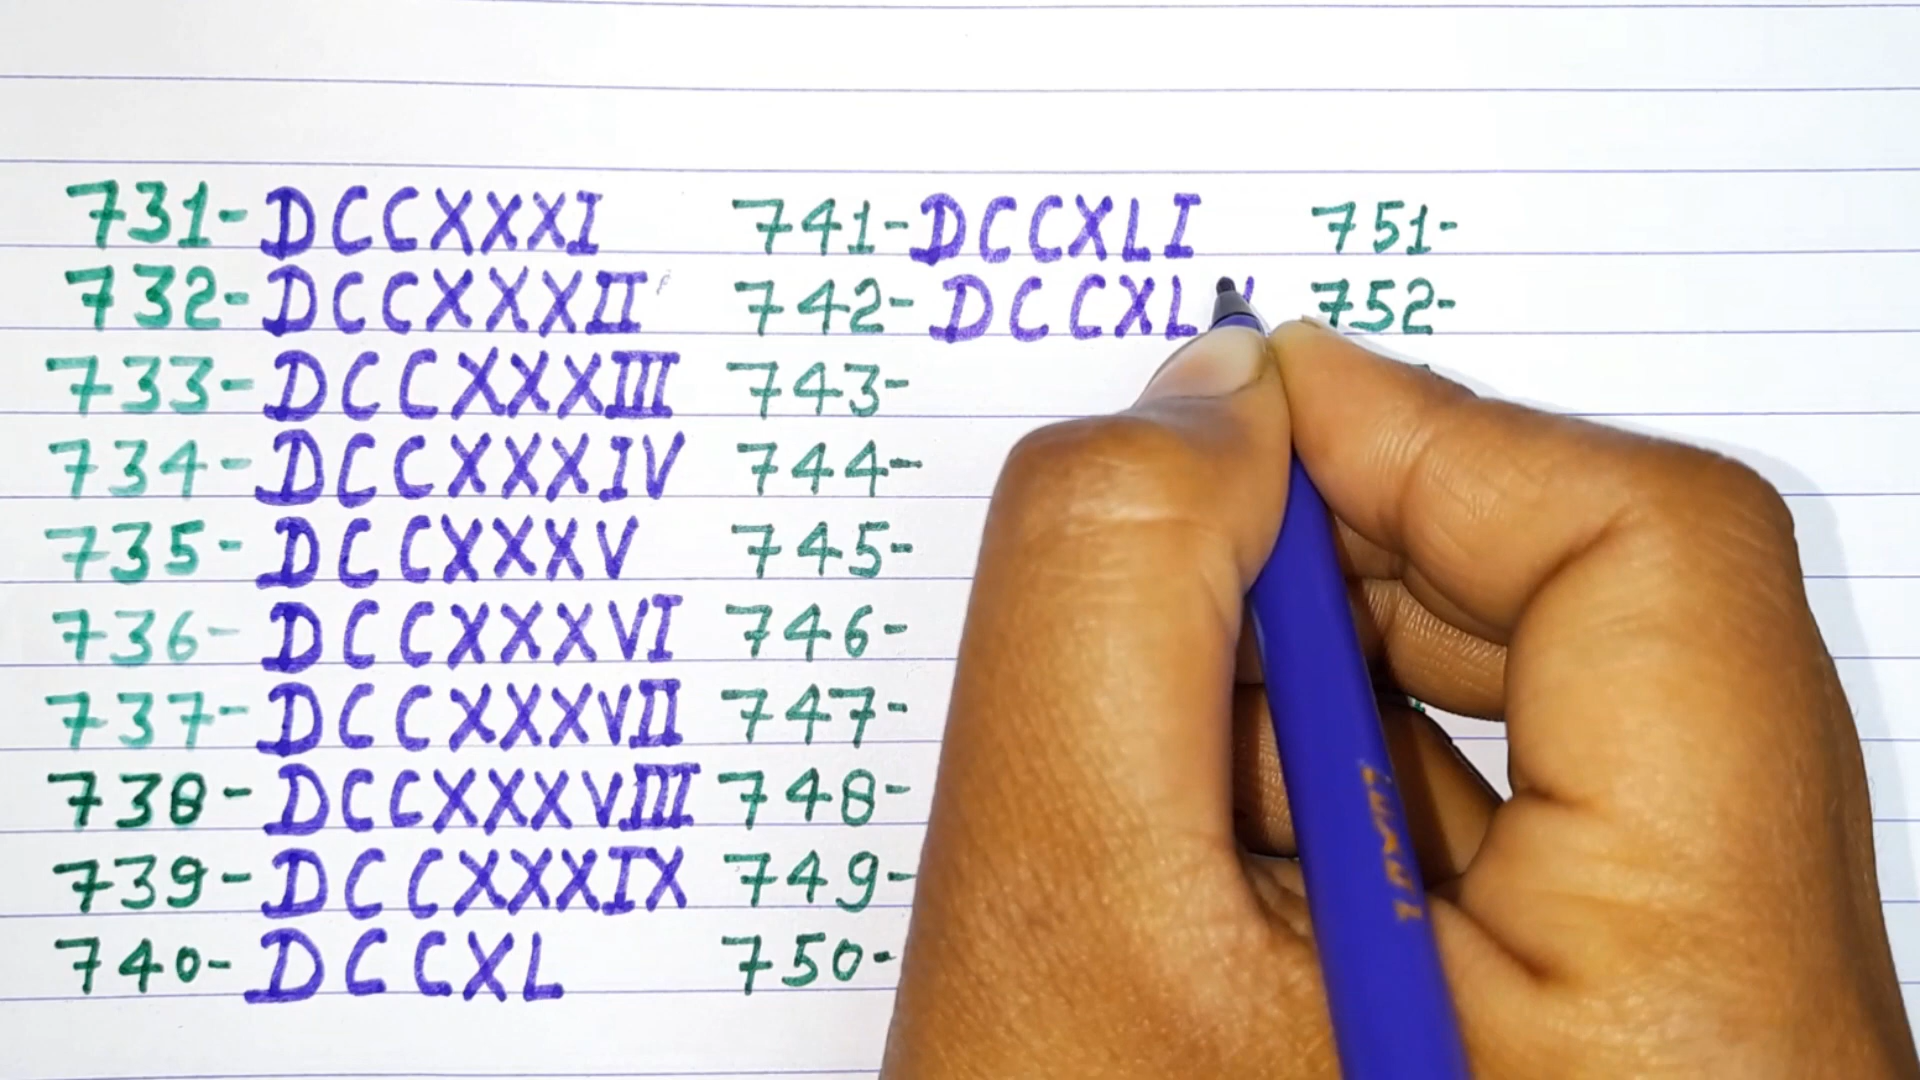 731- DCCXXXI 741- DCCXLI 751-
732- DCCXXXII 742- DCCXL 752-
733- DCCXXXIII 743-
734- DCCXXXIV 744-
735- DCCXXXV 745-
736- DCCXXXVI 746-
737- DCCXXXVII 747-
738- DCCXXXVIII 748-
739- DCCXXXIX 749-
740- DCCXL 750-